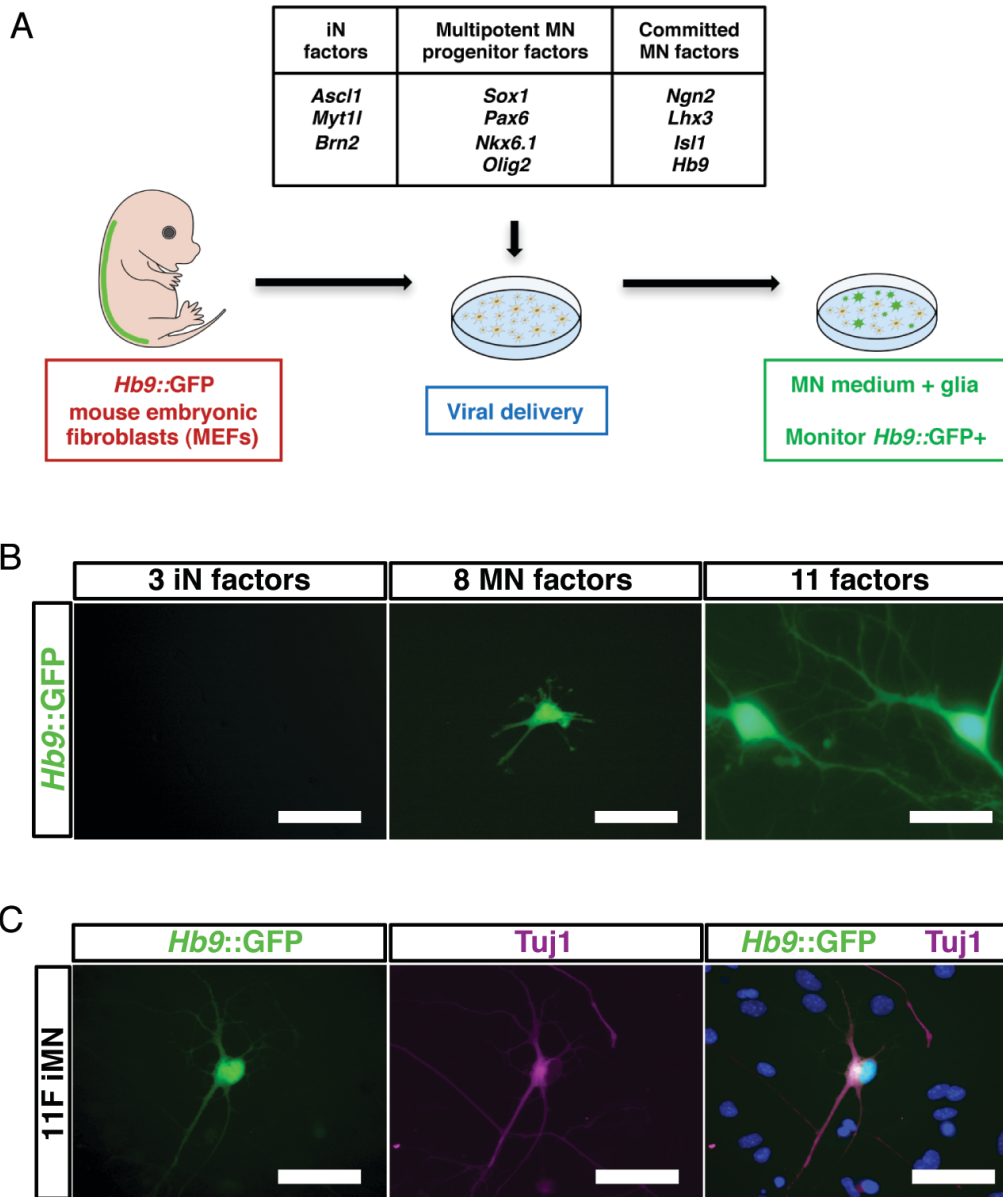 A
iN
factors
Multipotent MN
progenitor factors
Committed
MN factors
Ascl1
Myt1l
Brn2
Sox1
Pax6
Nkx6.1
Olig2
Ngn2
Lhx3
Isl1
Hb9
Hb9::GFP
mouse embryonic
fibroblasts (MEFs)
Viral delivery
MN medium + glia
Monitor Hb9::GFP+
B
3 iN factors
8 MN factors
11 factors
Hb9::GFP
C
Hb9::GFP
Tuj1
Hb9::GFP Tuj1
11F iMN